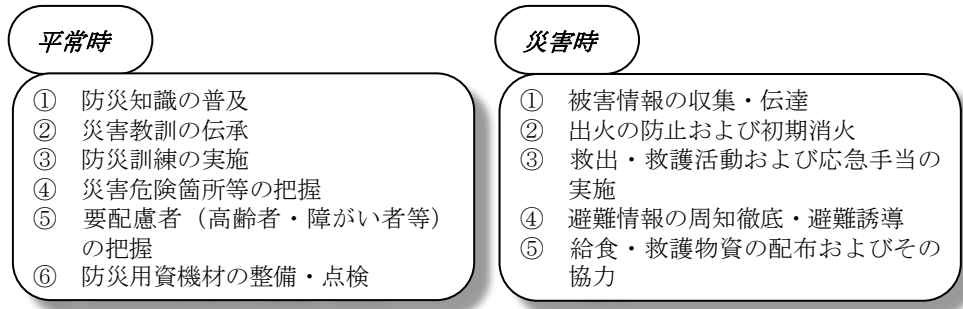 平常時
① 防災知識の普及
② 災害教訓の伝承
③ 防災訓練の実施
④ 災害危険箇所等の把握
⑤ 要配慮者（高齢者・障がい者等）
の把握
⑥ 防災用資機材の整備・点検
災害時
① 被害情報の収集・伝達
② 出火の防止および初期消火
③ 救出・救護活動および応急手当の
実施
④ 避難情報の周知徹底・避難誘導
⑤ 給食・救護物資の配布およびその
協力